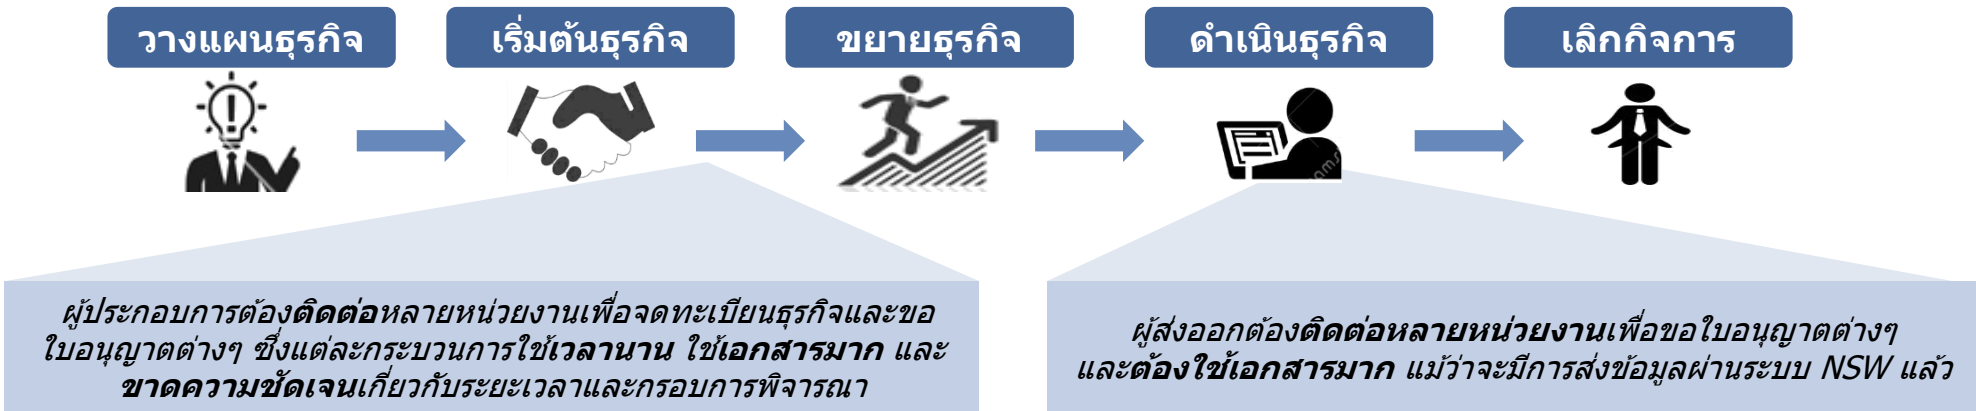 วางแผนธุรกิจ
เริ่มต้นธุรกิจ
ขยายธุรกิจ
ดำเนินธุรกิจ
เลิกกิจการ
ผู้ประกอบการต้องติดต่อหลายหน่วยงานเพื่อจดทะเบียนธุรกิจและขอ
ใบอนุญาตต่างๆ ซึ่งแต่ละกระบวนการใช้เวลานาน ใช้เอกสารมาก และ
ขาดความชัดเจนเกี่ยวกับระยะเวลาและกรอบการพิจารณา
ผู้ส่งออกต้องติดต่อหลายหน่วยงานเพื่อขอใบอนุญาตต่างๆ
และต้องใช้เอกสารมาก แม้ว่าจะมีการส่งข้อมูลผ่านระบบ NSW แล้ว